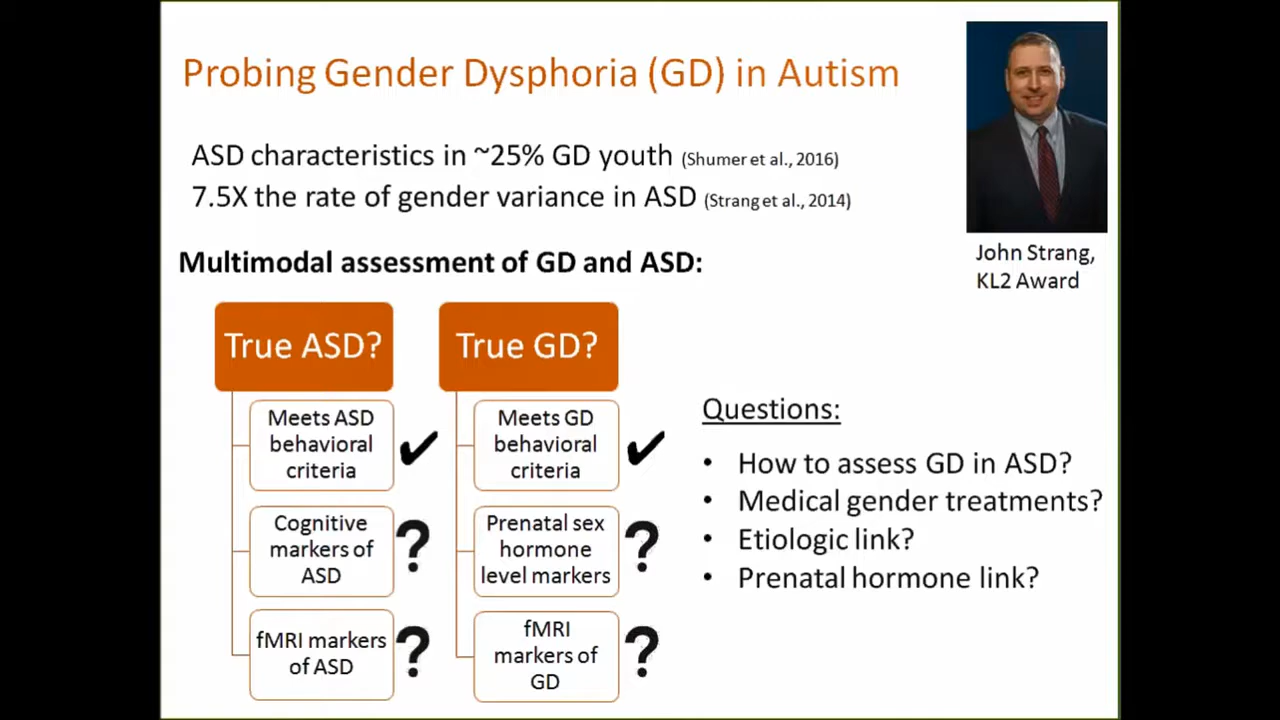 Probing Gender Dysphoria (GD) in Autism
ASD characteristics in ~25% GD youth (Shumer et al., 2016)
7.5X the rate of gender variance in ASD (Strang et al., 2014)
John Strang,
KL2 Award
Multimodal assessment of GD and ASD:
True ASD?
Meets ASD
behavioral
criteria
✔
Cognitive
markers of
ASD
?
fMRI markers
of ASD
?
True GD?
Meets GD
behavioral
criteria
✔
Prenatal sex
hormone
level markers
?
fMRI
markers of
GD
?
Questions:
• How to assess GD in ASD?
• Medical gender treatments?
• Etiologic link?
• Prenatal hormone link?